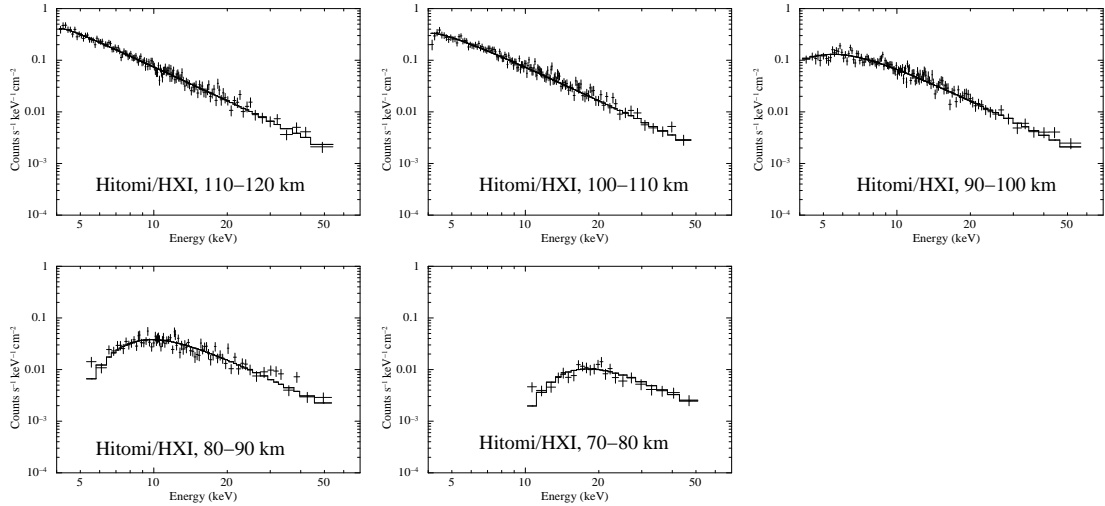 1
0.1
0.01
10⁻³
10⁻⁴
Counts s⁻¹ keV⁻¹ cm⁻²
Hitomi/HXI, 110–120 km
5 10 20 50
Energy (keV)
1
0.1
0.01
10⁻³
10⁻⁴
Counts s⁻¹ keV⁻¹ cm⁻²
Hitomi/HXI, 100–110 km
5 10 20 50
Energy (keV)
1
0.1
0.01
10⁻³
10⁻⁴
Counts s⁻¹ keV⁻¹ cm⁻²
Hitomi/HXI, 90–100 km
5 10 20 50
Energy (keV)
1
0.1
0.01
10⁻³
10⁻⁴
Counts s⁻¹ keV⁻¹ cm⁻²
Hitomi/HXI, 80–90 km
5 10 20 50
Energy (keV)
1
0.1
0.01
10⁻³
10⁻⁴
Counts s⁻¹ keV⁻¹ cm⁻²
Hitomi/HXI, 70–80 km
5 10 20 50
Energy (keV)